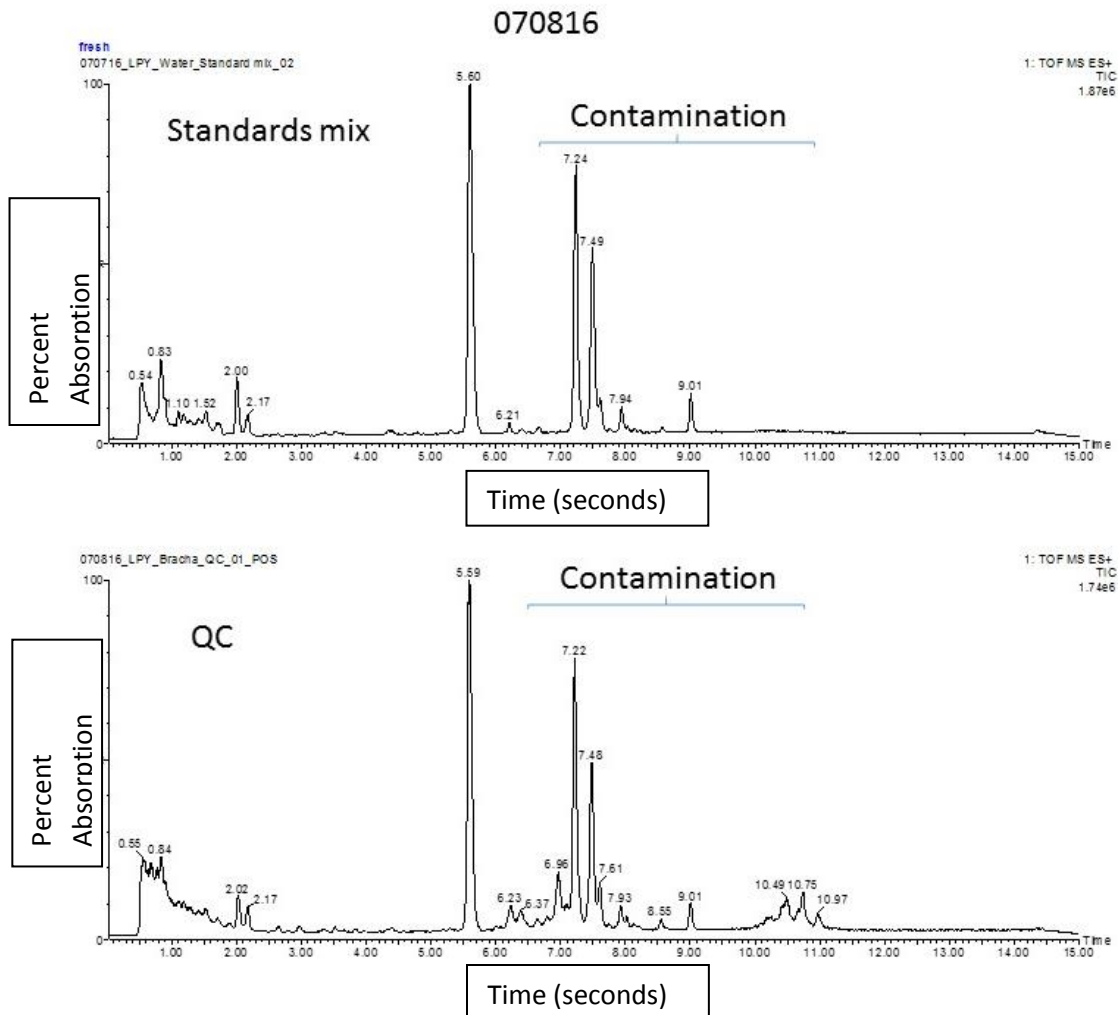 070816
fresh
070716_LPY_Water_Standard mix_02
1: TOF MS ES+
TIC
1.87e6
Standards mix
Contamination
Percent
Absorption
100
0
0.54
0.83
1.10
1.52
2.00
2.17
5.60
6.21
7.24
7.49
7.94
9.01
1.00 2.00 3.00 4.00 5.00 6.00 7.00 8.00 9.00 10.00 11.00 12.00 13.00 14.00 15.00
Time
Time (seconds)
070816_LPY_Bracha_QC_01_POS
1: TOF MS ES+
TIC
1.74e6
QC
Contamination
Percent
Absorption
100
0
0.55
0.84
2.02
2.17
5.59
6.23
6.37
6.96
7.22
7.48
7.61
7.93
8.55
9.01
10.49
10.75
10.97
1.00 2.00 3.00 4.00 5.00 6.00 7.00 8.00 9.00 10.00 11.00 12.00 13.00 14.00 15.00
Time
Time (seconds)